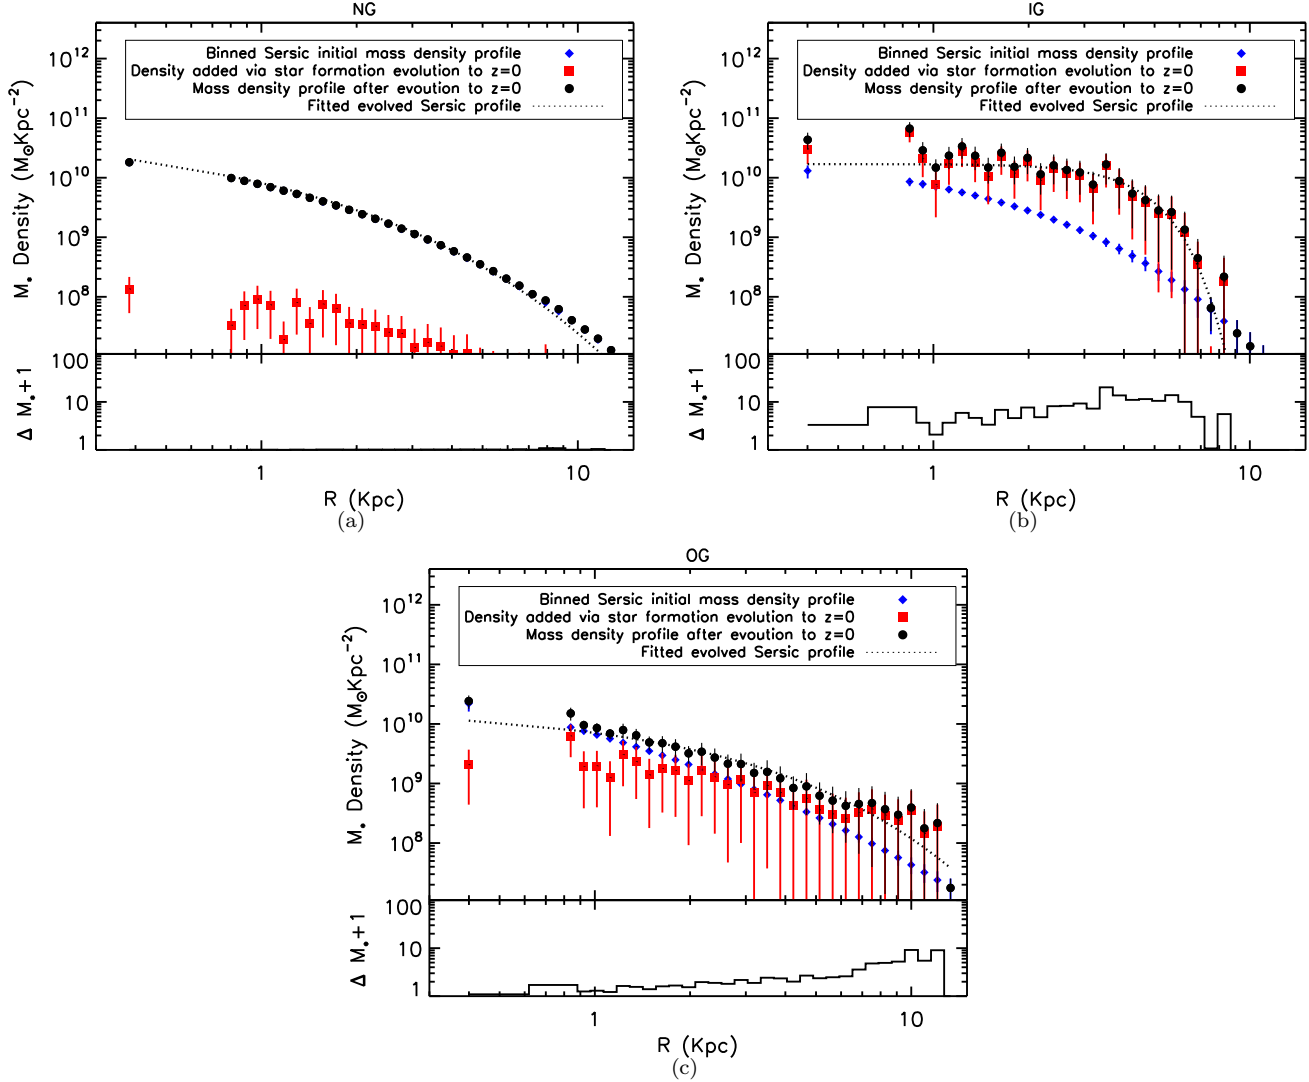 NG
Binned Sersic initial mass density profile
Density added via star formation evolution to z=0
Mass density profile after evoution to z=0
Fitted evolved Sersic profile
M⋆ Density (M⊙Kpc⁻²)
10¹²
10¹¹
10¹⁰
10⁹
10⁸
Δ M⋆+1
100
10
1
1
10
R (Kpc)
(a)
IG
Binned Sersic initial mass density profile
Density added via star formation evolution to z=0
Mass density profile after evoution to z=0
Fitted evolved Sersic profile
M⋆ Density (M⊙Kpc⁻²)
10¹²
10¹¹
10¹⁰
10⁹
10⁸
Δ M⋆+1
100
10
1
1
10
R (Kpc)
(b)
OG
Binned Sersic initial mass density profile
Density added via star formation evolution to z=0
Mass density profile after evoution to z=0
Fitted evolved Sersic profile
M⋆ Density (M⊙Kpc⁻²)
10¹²
10¹¹
10¹⁰
10⁹
10⁸
Δ M⋆+1
100
10
1
1
10
R (Kpc)
(c)